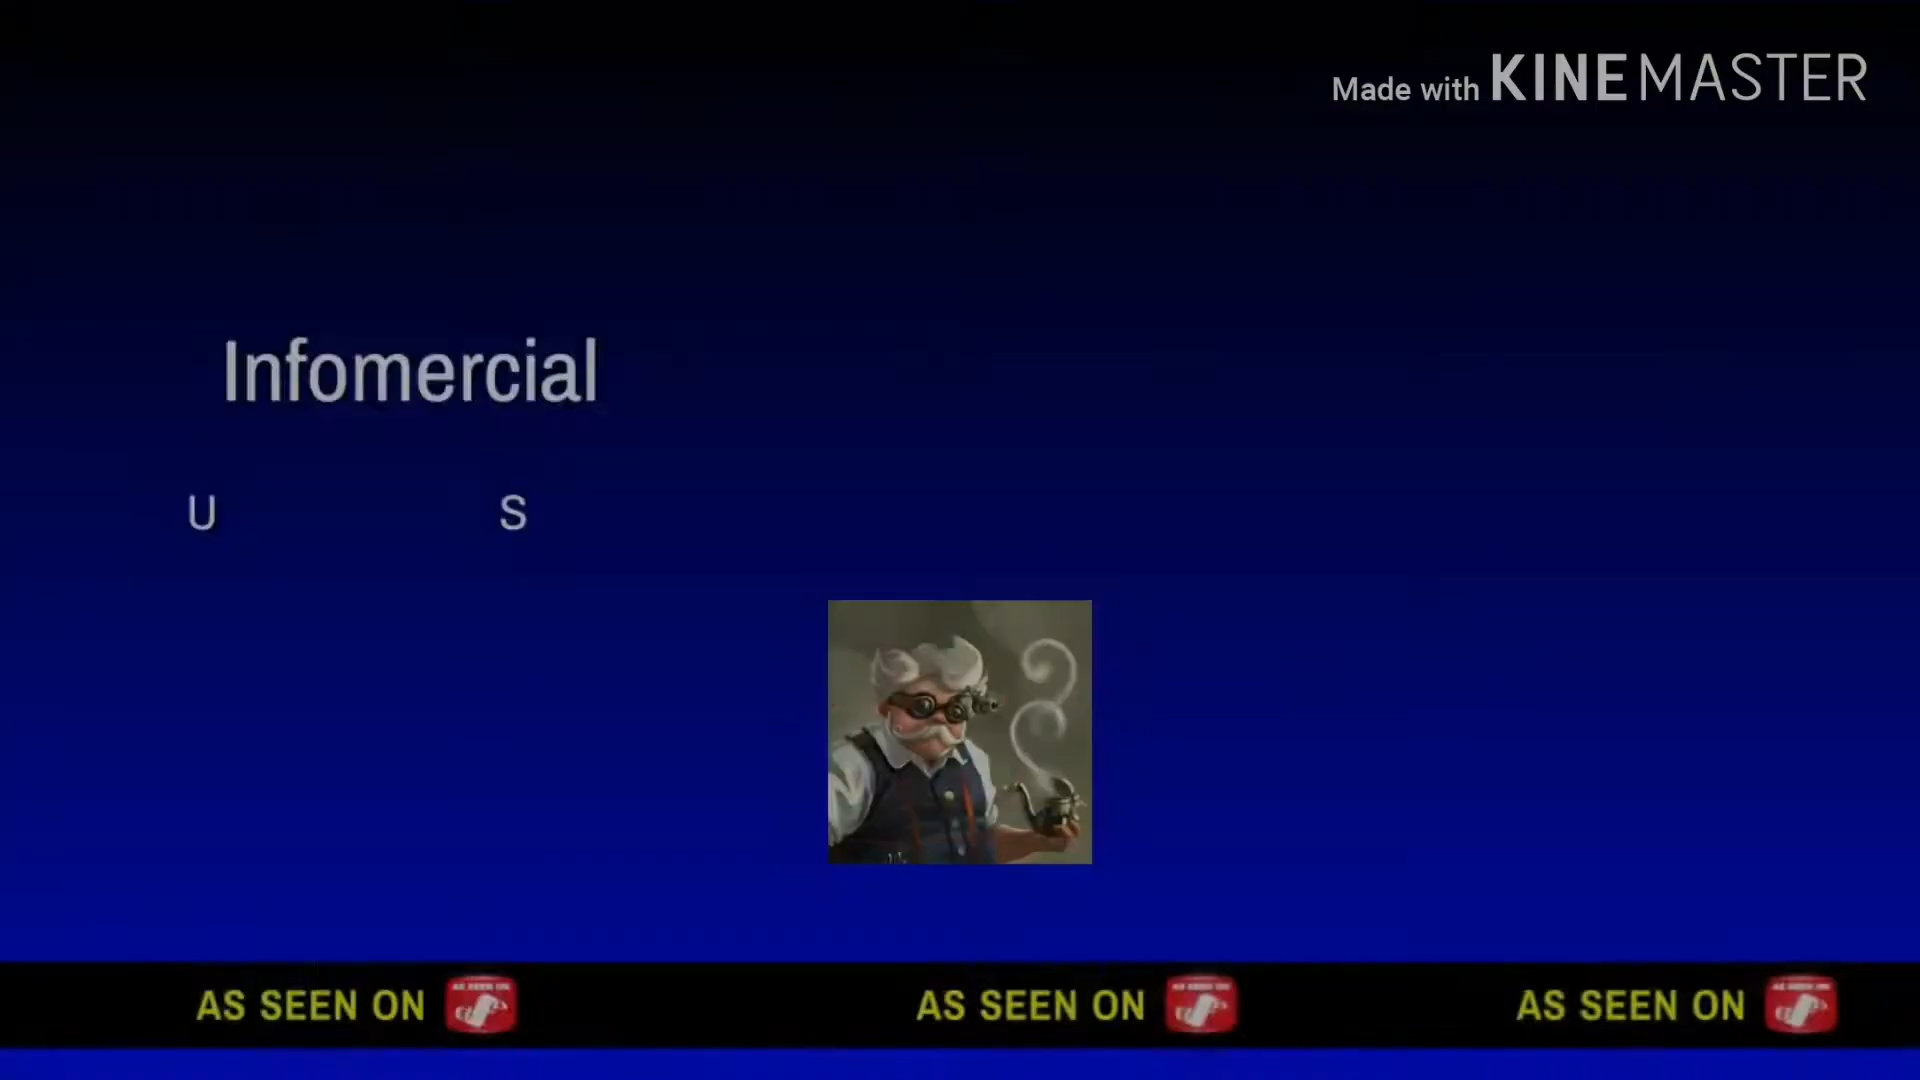 Made with KINEMASTER
Infomercial
U S
AS SEEN ON AS SEEN ON AS SEEN ON